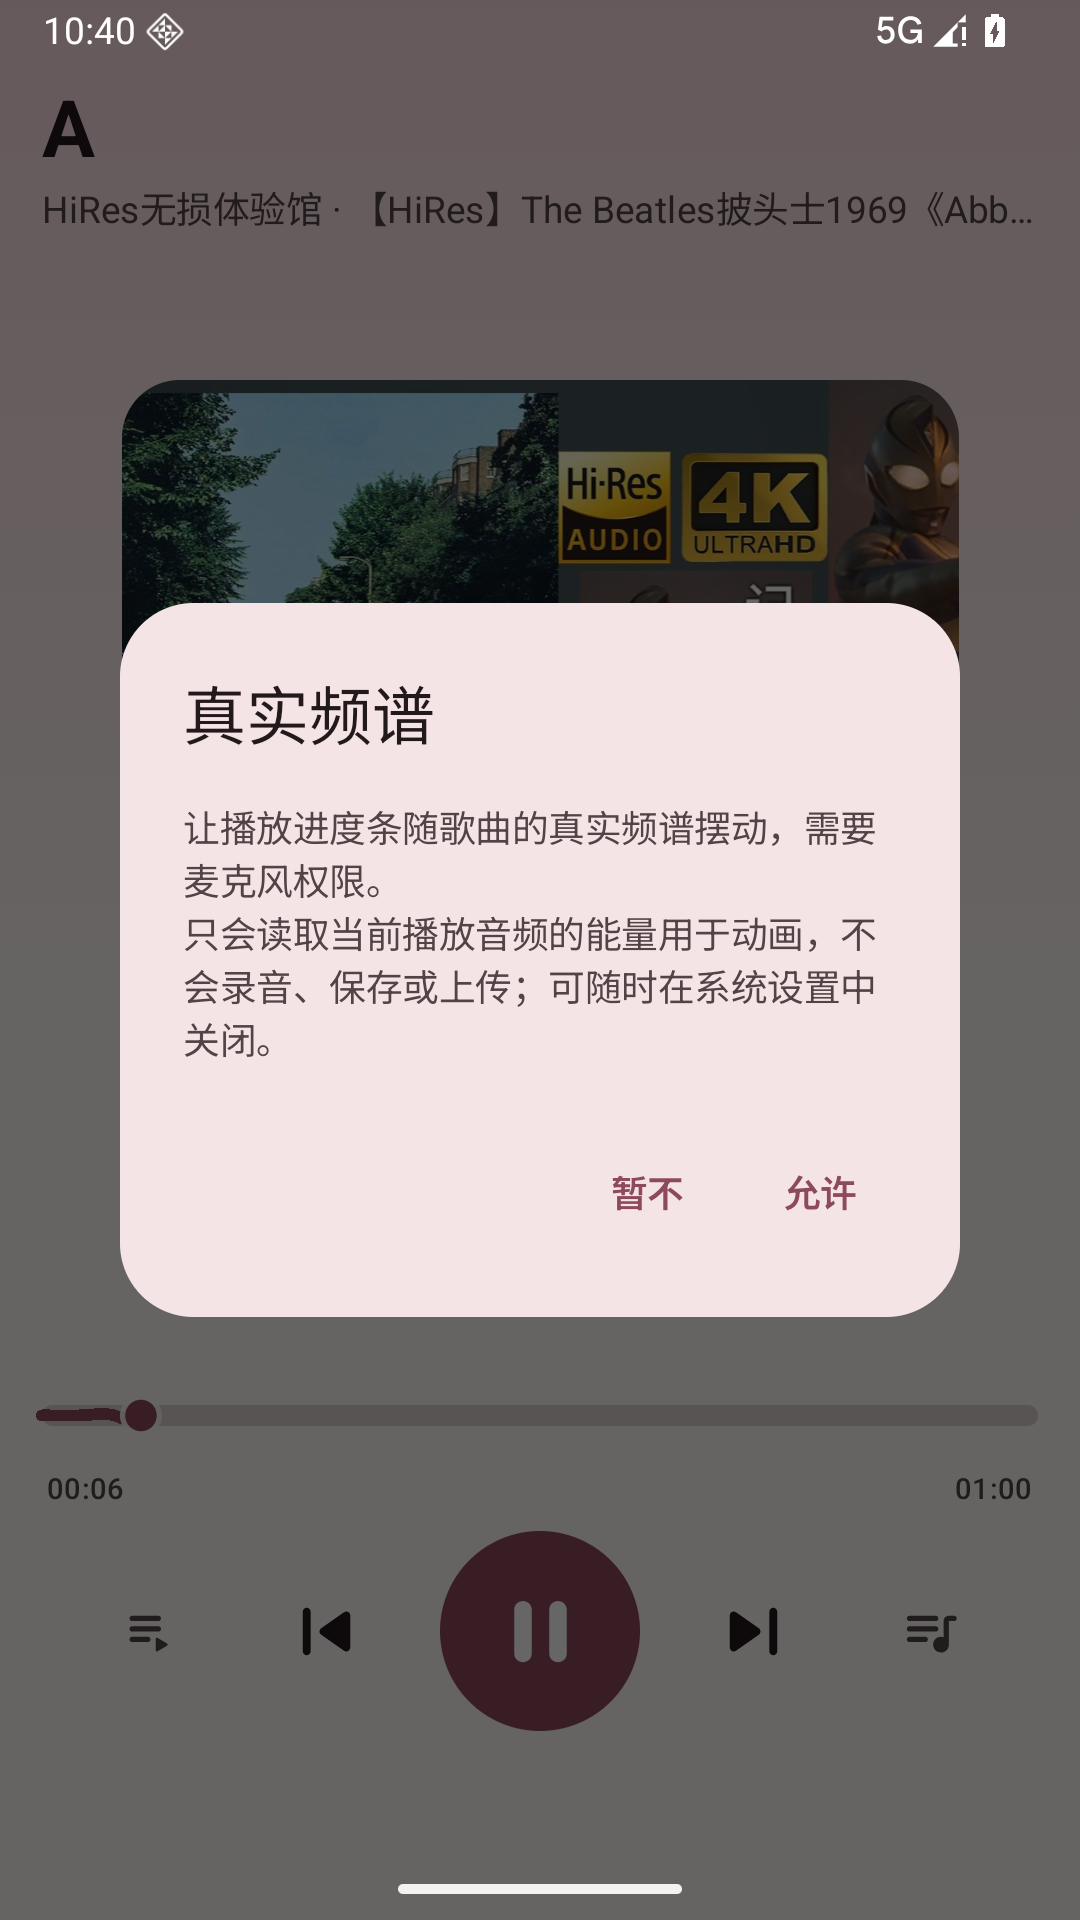 10:40
5G
A
HiRes无损体验馆 · 【HiRes】The Beatles披头士1969《Abb…
Hi·Res
AUDIO
4K
ULTRAHD
真实频谱
让播放进度条随歌曲的真实频谱摆动，需要
麦克风权限。
只会读取当前播放音频的能量用于动画，不
会录音、保存或上传；可随时在系统设置中
关闭。
暂不
允许
00:06
01:00